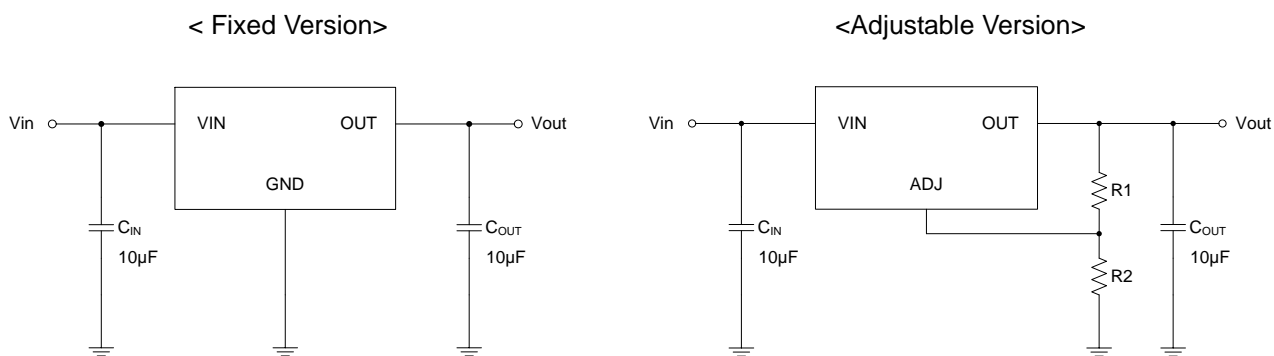 < Fixed Version>
Vin
VIN
OUT
Vout
GND
CIN
10µF
COUT
10µF
<Adjustable Version>
Vin
VIN
OUT
Vout
ADJ
R1
CIN
10µF
COUT
10µF
R2